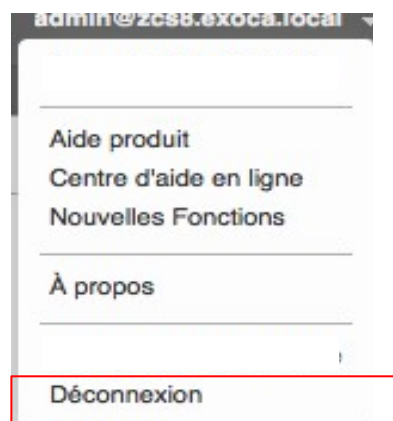 admin@zcs8.exoca.local
Aide produit
Centre d'aide en ligne
Nouvelles Fonctions
À propos
Déconnexion